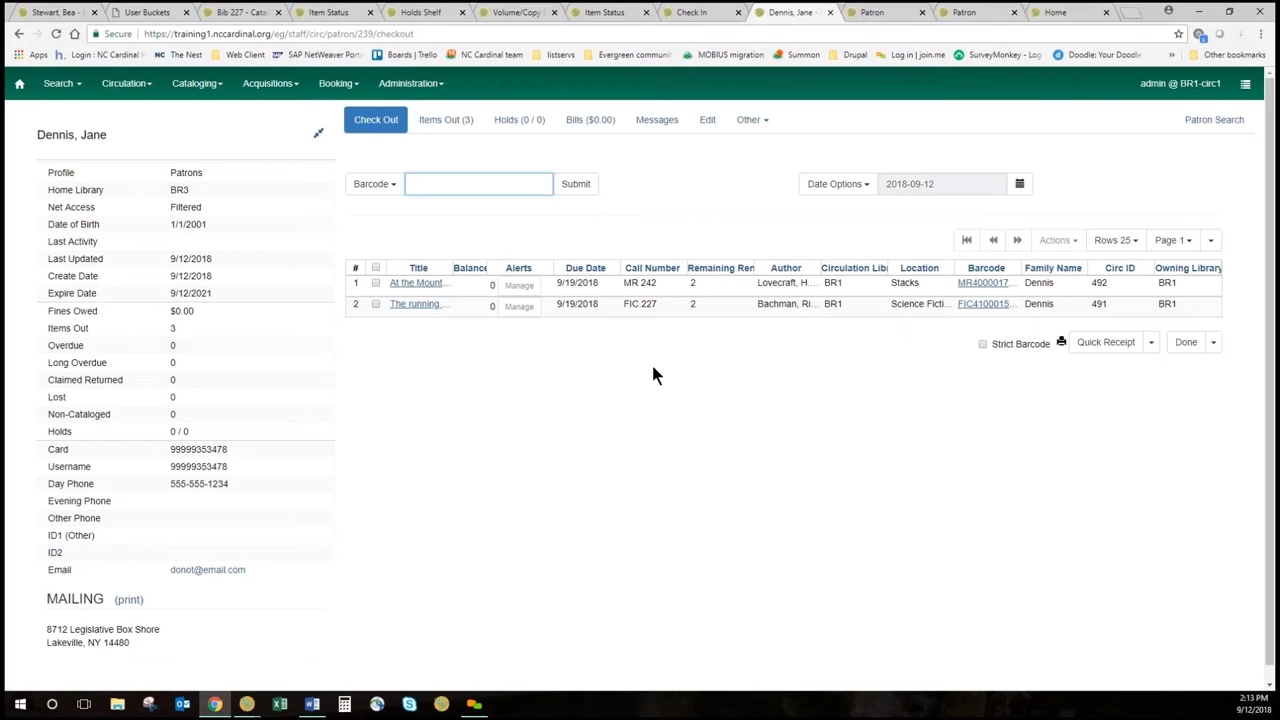 Stewart, Bea - S
User Buckets
Bib 227 - Catal
Item Status
Holds Shelf
Volume/Copy
Item Status
Check In
Dennis, Jane -
Patron
Patron
Home
Secure
https://training1.nccardinal.org/eg/staff/circ/patron/239/checkout
Apps
Login : NC Cardinal
The Nest
Web Client
SAP NetWeaver Portal
Boards | Trello
NC Cardinal team
listservs
Evergreen community
MOBIUS migration
Summon
Drupal
Log in | join.me
SurveyMonkey - Log
Doodle: Your Doodle
»
Other bookmarks
Search
Circulation
Cataloging
Acquisitions
Booking
Administration
admin @ BR1-circ1
Dennis, Jane
Check Out
Items Out (3)
Holds (0 / 0)
Bills ($0.00)
Messages
Edit
Other
Patron Search
Profile Patrons
Home Library BR3
Net Access Filtered
Date of Birth 1/1/2001
Last Activity
Last Updated 9/12/2018
Create Date 9/12/2018
Expire Date 9/12/2021
Fines Owed $0.00
Items Out 3
Overdue 0
Long Overdue 0
Claimed Returned 0
Lost 0
Non-Cataloged 0
Holds 0 / 0
Card 99999353478
Username 99999353478
Day Phone 555-555-1234
Evening Phone
Other Phone
ID1 (Other)
ID2
Email donot@email.com
MAILING (print)
8712 Legislative Box Shore
Lakeville, NY 14480
Barcode
Submit
Date Options
2018-09-12
Actions
Rows 25
Page 1
# Title Balance Alerts Due Date Call Number Remaining Ren Author Circulation Libr Location Barcode Family Name Circ ID Owning Library
1 At the Mount... 0 Manage 9/19/2018 MR 242 2 Lovecraft, H.... BR1 Stacks MR4000017... Dennis 492 BR1
2 The running ... 0 Manage 9/19/2018 FIC 227 2 Bachman, Ri... BR1 Science Ficti... FIC4100015... Dennis 491 BR1
Strict Barcode
Quick Receipt
Done
2:13 PM
9/12/2018